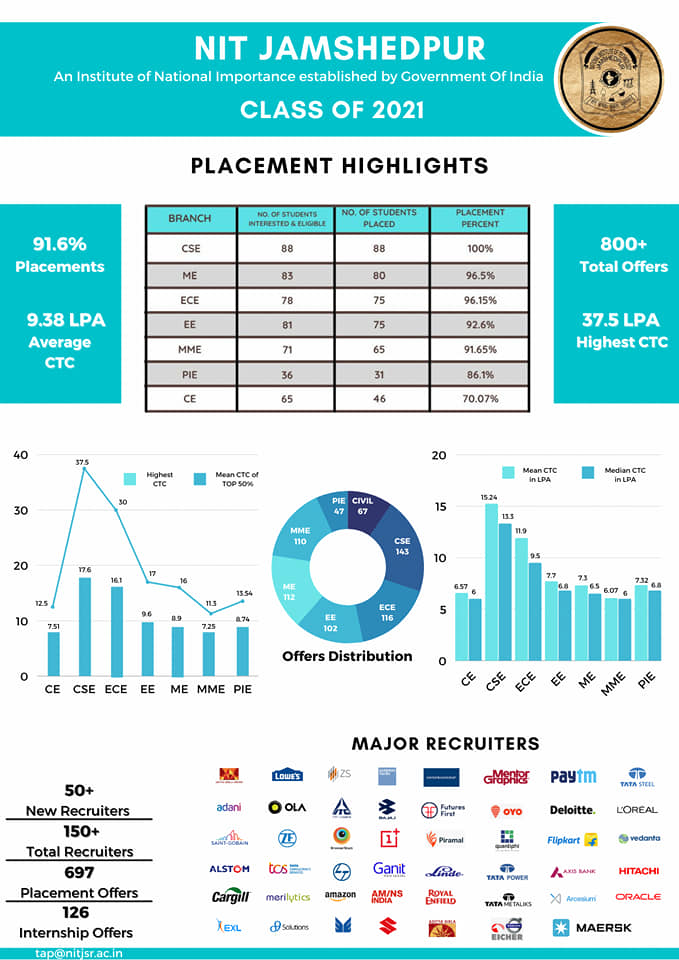 NIT JAMSHEDPUR
An Institute of National Importance established by Government Of India
CLASS OF 2021
PLACEMENT HIGHLIGHTS
91.6%
Placements
9.38 LPA
Average
CTC
BRANCH NO. OF STUDENTS INTERESTED & ELIGIBLE NO. OF STUDENTS PLACED PLACEMENT PERCENT
CSE 88 88 100%
ME 83 80 96.5%
ECE 78 75 96.15%
EE 81 75 92.6%
MME 71 65 91.65%
PIE 36 31 86.1%
CE 65 46 70.07%
800+
Total Offers
37.5 LPA
Highest CTC
40
30
20
10
0
Highest CTC
Mean CTC of TOP 50%
12.5
37.5
30
17
16
11.3
13.54
7.51
17.6
16.1
9.6
8.9
7.25
8.74
CE CSE ECE EE ME MME PIE
PIE 47
CIVIL 67
CSE 143
ECE 116
EE 102
ME 112
MME 110
Offers Distribution
20
15
10
5
0
Mean CTC in LPA
Median CTC in LPA
6.57 6
15.24 13.3
11.9 9.5
7.7 6.8
7.3 6.5
6.07 6
7.32 6.8
CE CSE ECE EE ME MME PIE
MAJOR RECRUITERS
50+
New Recruiters
150+
Total Recruiters
697
Placement Offers
126
Internship Offers
LOWE'S ZS Mentor Graphics paytm TATA STEEL
adani OLA ITC BAJAJ Futures First OYO Deloitte. L'ORÉAL
SAINT-GOBAIN ZF BrowserStack 1+ Piramal quantiphi Flipkart vedanta
ALSTOM tcs TATA CONSULTANCY SERVICES Ganit Linde TATA POWER AXIS BANK HITACHI
Cargill merilytics amazon AM/NS INDIA ROYAL ENFIELD TATA METALIKS Arcesium ORACLE
EXL Solutions ADITYA BIRLA VOLVO EICHER MAERSK
tap@nitjsr.ac.in